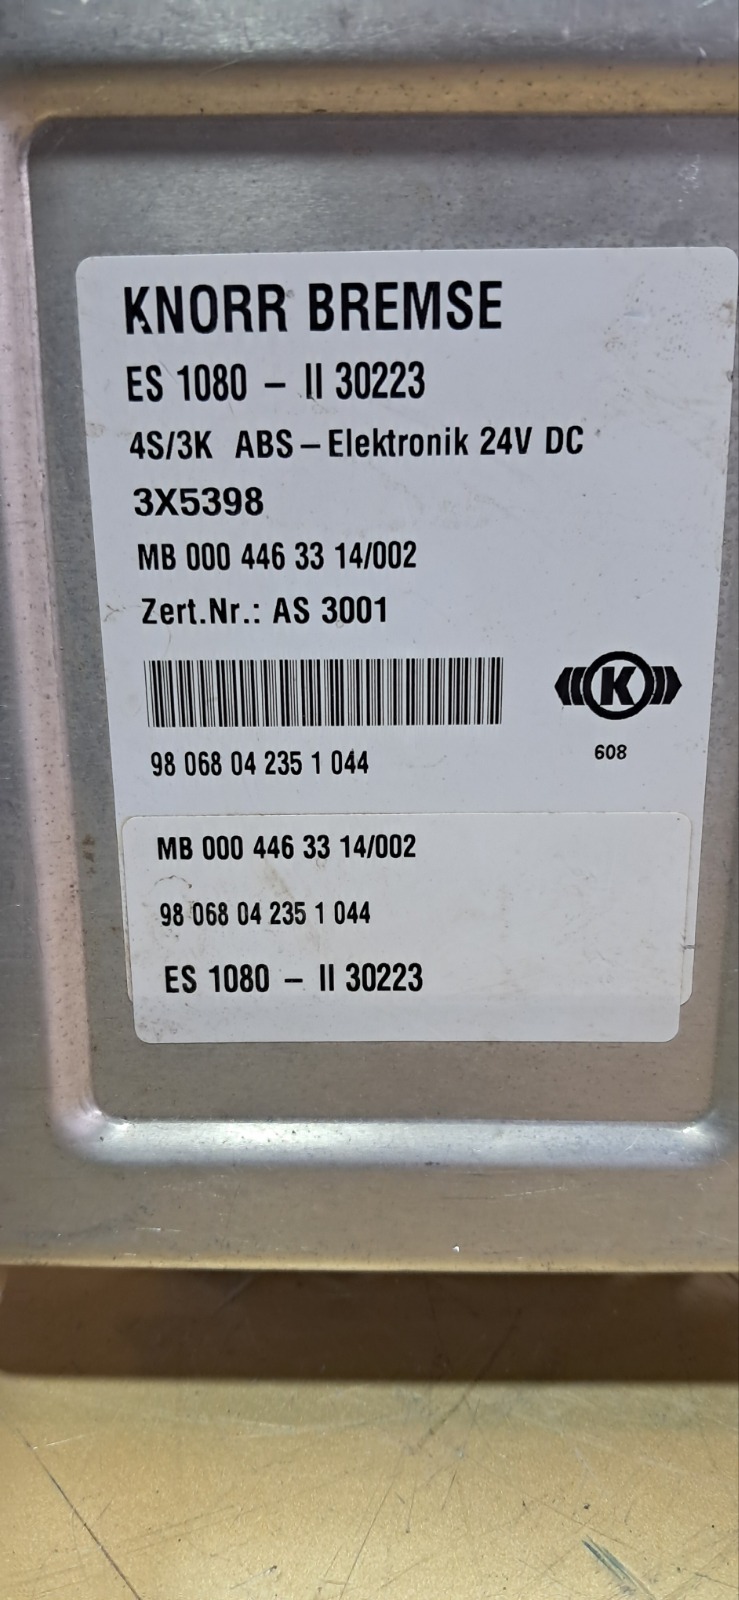 KNORR BREMSE
ES 1080 – II 30223
4S/3K ABS – Elektronik 24V DC
3X5398
MB 000 446 33 14/002
Zert.Nr.: AS 3001
K
608
98 068 04 235 1 044
MB 000 446 33 14/002
98 068 04 235 1 044
ES 1080 – II 30223